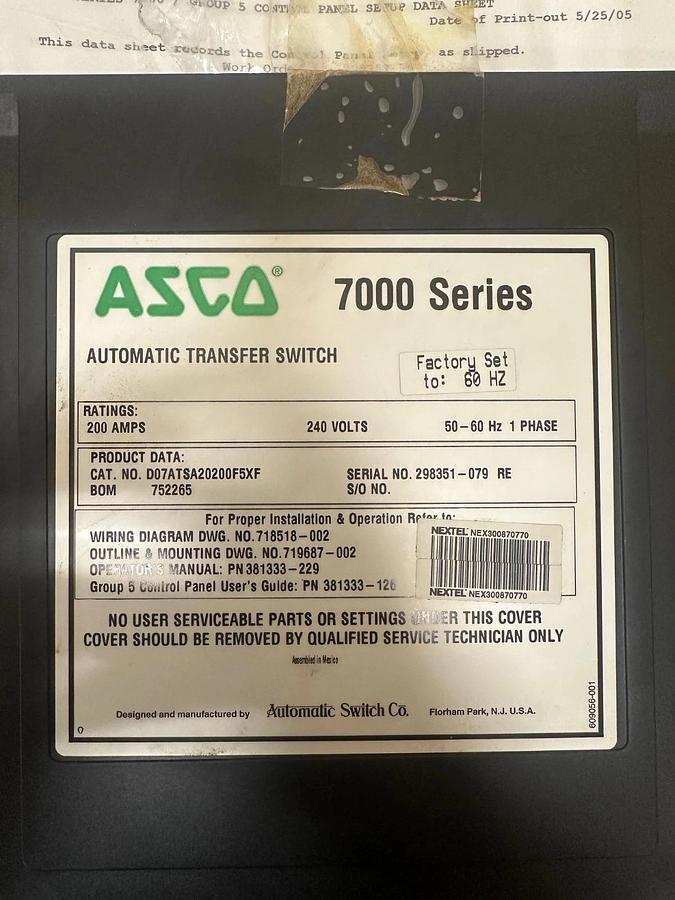 GROUP 5 CONTROL PANEL SETUP DATA SHEET
Date of Print-out 5/25/05
This data sheet records the as shipped.
Work
ASCO® 7000 Series
AUTOMATIC TRANSFER SWITCH
Factory Set
to: 60 HZ
RATINGS:
200 AMPS 240 VOLTS 50-60 Hz 1 PHASE
PRODUCT DATA:
CAT. NO. D07ATSA20200F5XF SERIAL NO. 298351-079 RE
BOM 752265 S/O NO.
For Proper Installation & Operation Refer to:
WIRING DIAGRAM DWG. NO.718518-002
OUTLINE & MOUNTING DWG. NO.719687-002
OPERATOR'S MANUAL: PN 381333-229
Group 5 Control Panel User's Guide: PN 381333-126
NEXTEL NEX300870770
NEXTEL NEX300870770
NO USER SERVICEABLE PARTS OR SETTINGS UNDER THIS COVER
COVER SHOULD BE REMOVED BY QUALIFIED SERVICE TECHNICIAN ONLY
Assembled in Mexico
Designed and manufactured by Automatic Switch Co. Florham Park, N.J. U.S.A.
609056-001
0